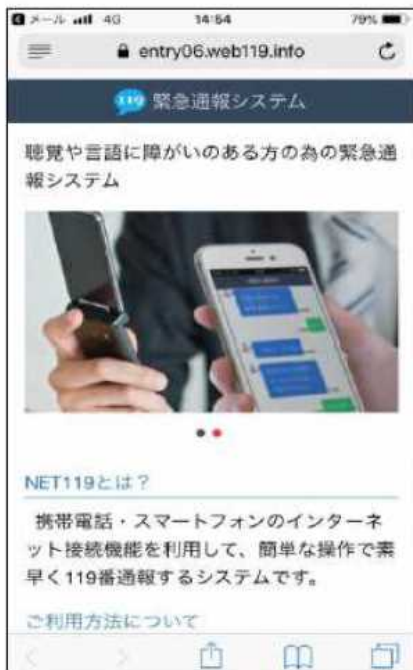 メール 4G 14:54 79%
entry06.web119.info
119 緊急通報システム
聴覚や言語に障がいのある方の為の緊急通
報システム
NET119とは？
携帯電話・スマートフォンのインターネ
ット接続機能を利用して、簡単な操作で素
早く119番通報するシステムです。
ご利用方法について